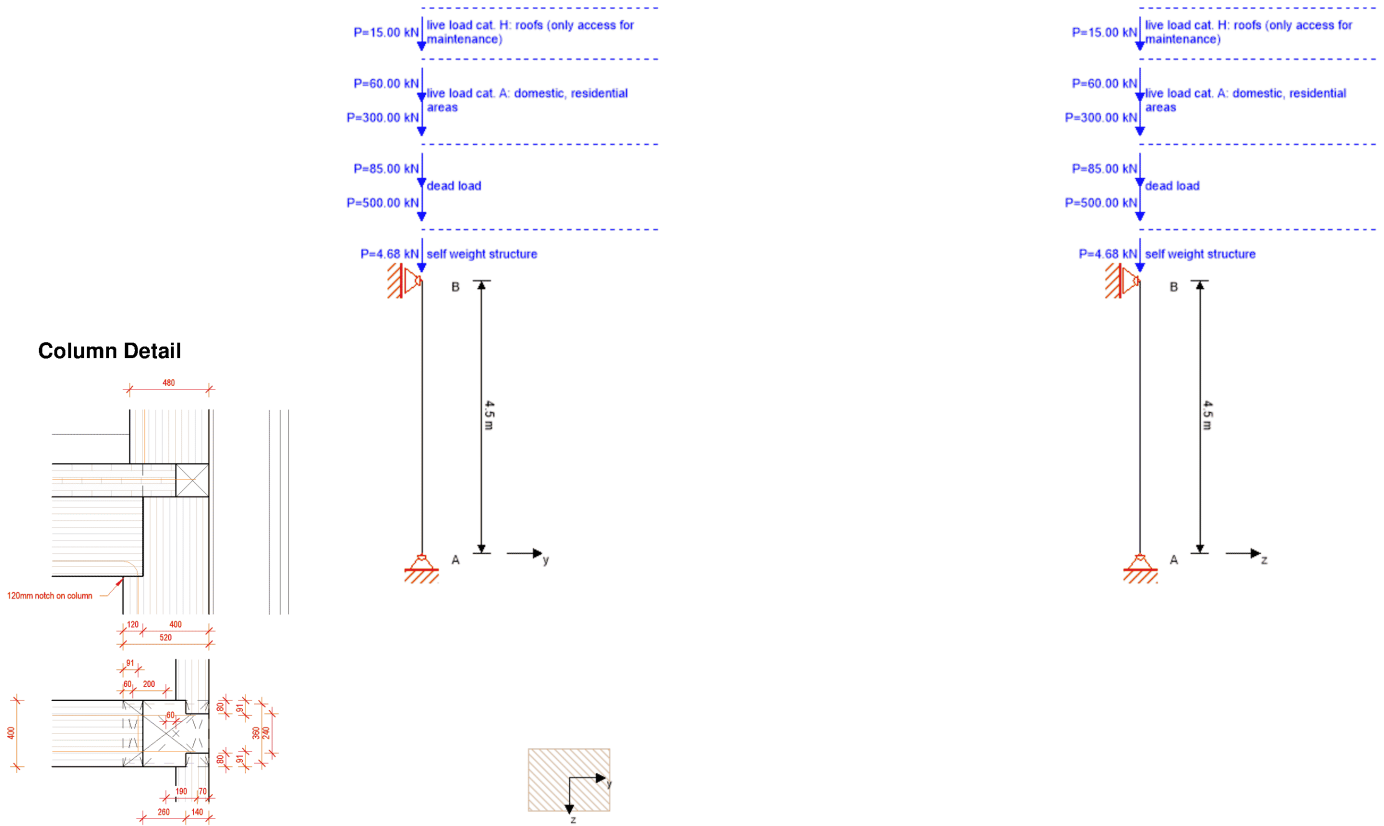 P=15.00 kN
live load cat. H: roofs (only access for
maintenance)
P=60.00 kN
live load cat. A: domestic, residential
areas
P=300.00 kN
P=85.00 kN
dead load
P=500.00 kN
P=4.68 kN
self weight structure
B
4.5 m
A
y
P=15.00 kN
live load cat. H: roofs (only access for
maintenance)
P=60.00 kN
live load cat. A: domestic, residential
areas
P=300.00 kN
P=85.00 kN
dead load
P=500.00 kN
P=4.68 kN
self weight structure
B
4.5 m
A
z
Column Detail
480
120mm notch on column
120 400
520
91
60 200
60
400
80
91
360
240
80
91
190 70
260 140
y
z